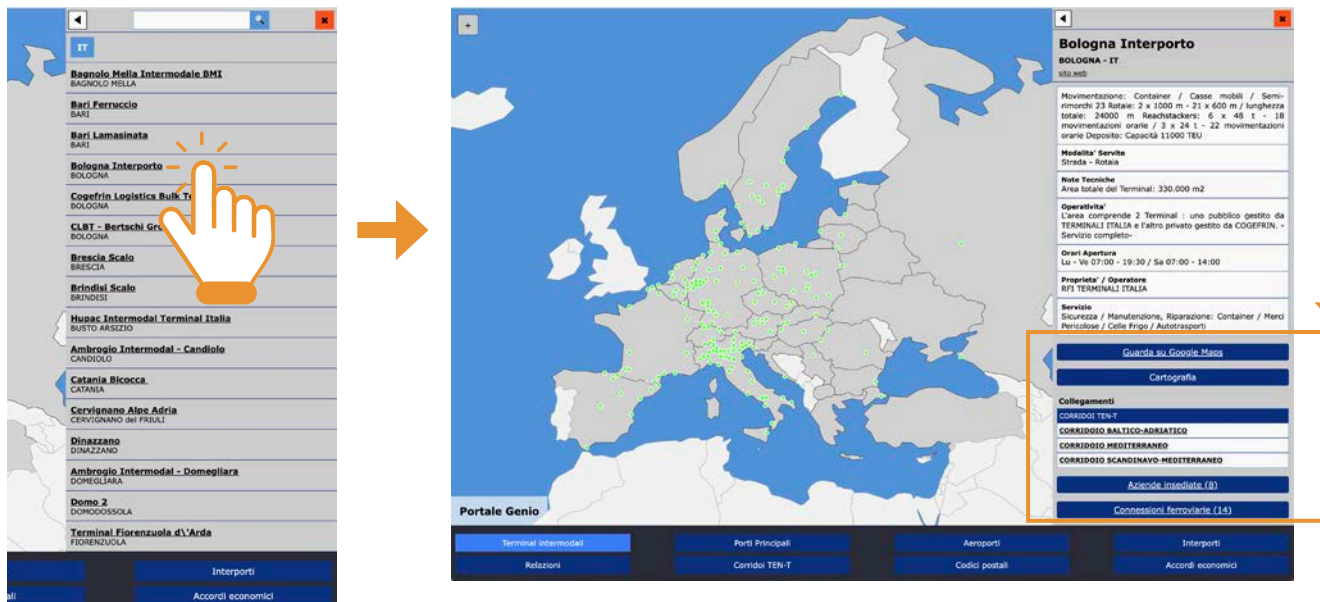 IT
Bagnolo Mella Intermodale BMI
BAGNOLO MELLA
Bari Ferruccio
BARI
Bari Lamasinata
BARI
Bologna Interporto
BOLOGNA
Cogefrin Logistics Bulk Te
BOLOGNA
CLBT - Bertschi Gr
BOLOGNA
Brescia Scalo
BRESCIA
Brindisi Scalo
BRINDISI
Hupac Intermodal Terminal Italia
BUSTO ARSIZIO
Ambrogio Intermodal - Candiolo
CANDIOLO
Catania Bicocca
CATANIA
Cervignano Alpe Adria
CERVIGNANO del FRIULI
Dinazzano
DINAZZANO
Ambrogio Intermodal - Domegliara
DOMEGLIARA
Domo 2
DOMODOSSOLA
Terminal Fiorenzuola d\'Arda
FIORENZUOLA
Interporti
ali
Accordi economici
+
Portale Genio
Bologna Interporto
BOLOGNA - IT
sito web
Movimentazione: Container / Casse mobili / Semi-
rimorchi 23 Rotaie: 2 x 1000 m - 21 x 600 m / lunghezza
totale: 24000 m Reachstackers: 6 x 48 t - 18
movimentazioni orarie / 3 x 24 t - 22 movimentazioni
orarie Deposito: Capacità 11000 TEU
Modalita' Servite
Strada - Rotaia
Note Tecniche
Area totale del Terminal: 330.000 m2
Operativita'
L'area comprende 2 Terminal : uno pubblico gestito da
TERMINALI ITALIA e l'altro privato gestito da COGEFRIN. -
Servizio completo-
Orari Apertura
Lu - Ve 07:00 - 19:30 / Sa 07:00 - 14:00
Proprieta' / Operatore
RFI TERMINALI ITALIA
Servizio
Sicurezza / Manutenzione, Riparazione: Container / Merci
Pericolose / Celle Frigo / Autotrasporti
Guarda su Google Maps
Cartografia
Collegamenti
CORRIDOI TEN-T
CORRIDOIO BALTICO-ADRIATICO
CORRIDOIO MEDITERRANEO
CORRIDOIO SCANDINAVO-MEDITERRANEO
Aziende insediate (8)
Connessioni ferroviarie (14)
Terminal intermodali
Porti Principali
Aeroporti
Interporti
Relazioni
Corridoi TEN-T
Codici postali
Accordi economici